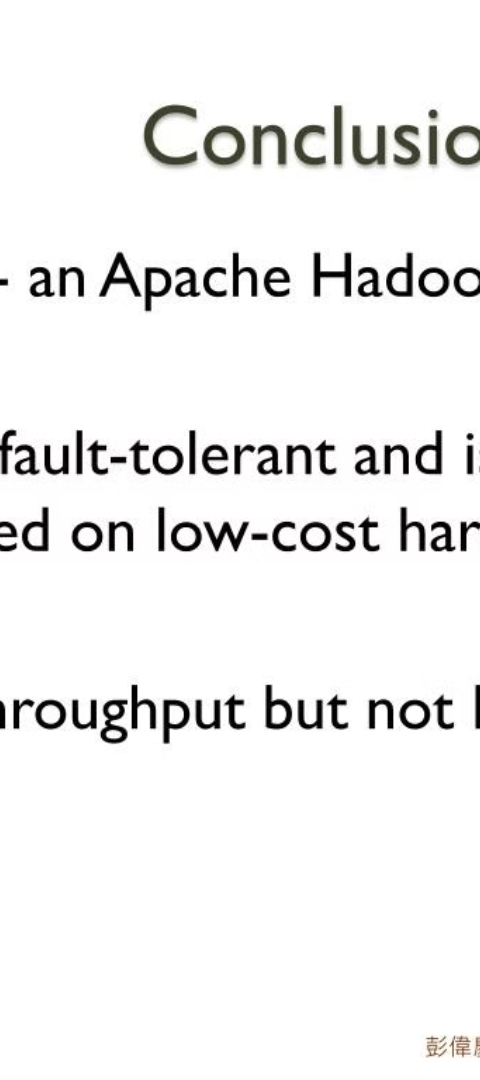 Conclusio
- an Apache Hadoo
fault-tolerant and i
ed on low-cost har
hroughput but not
彭偉